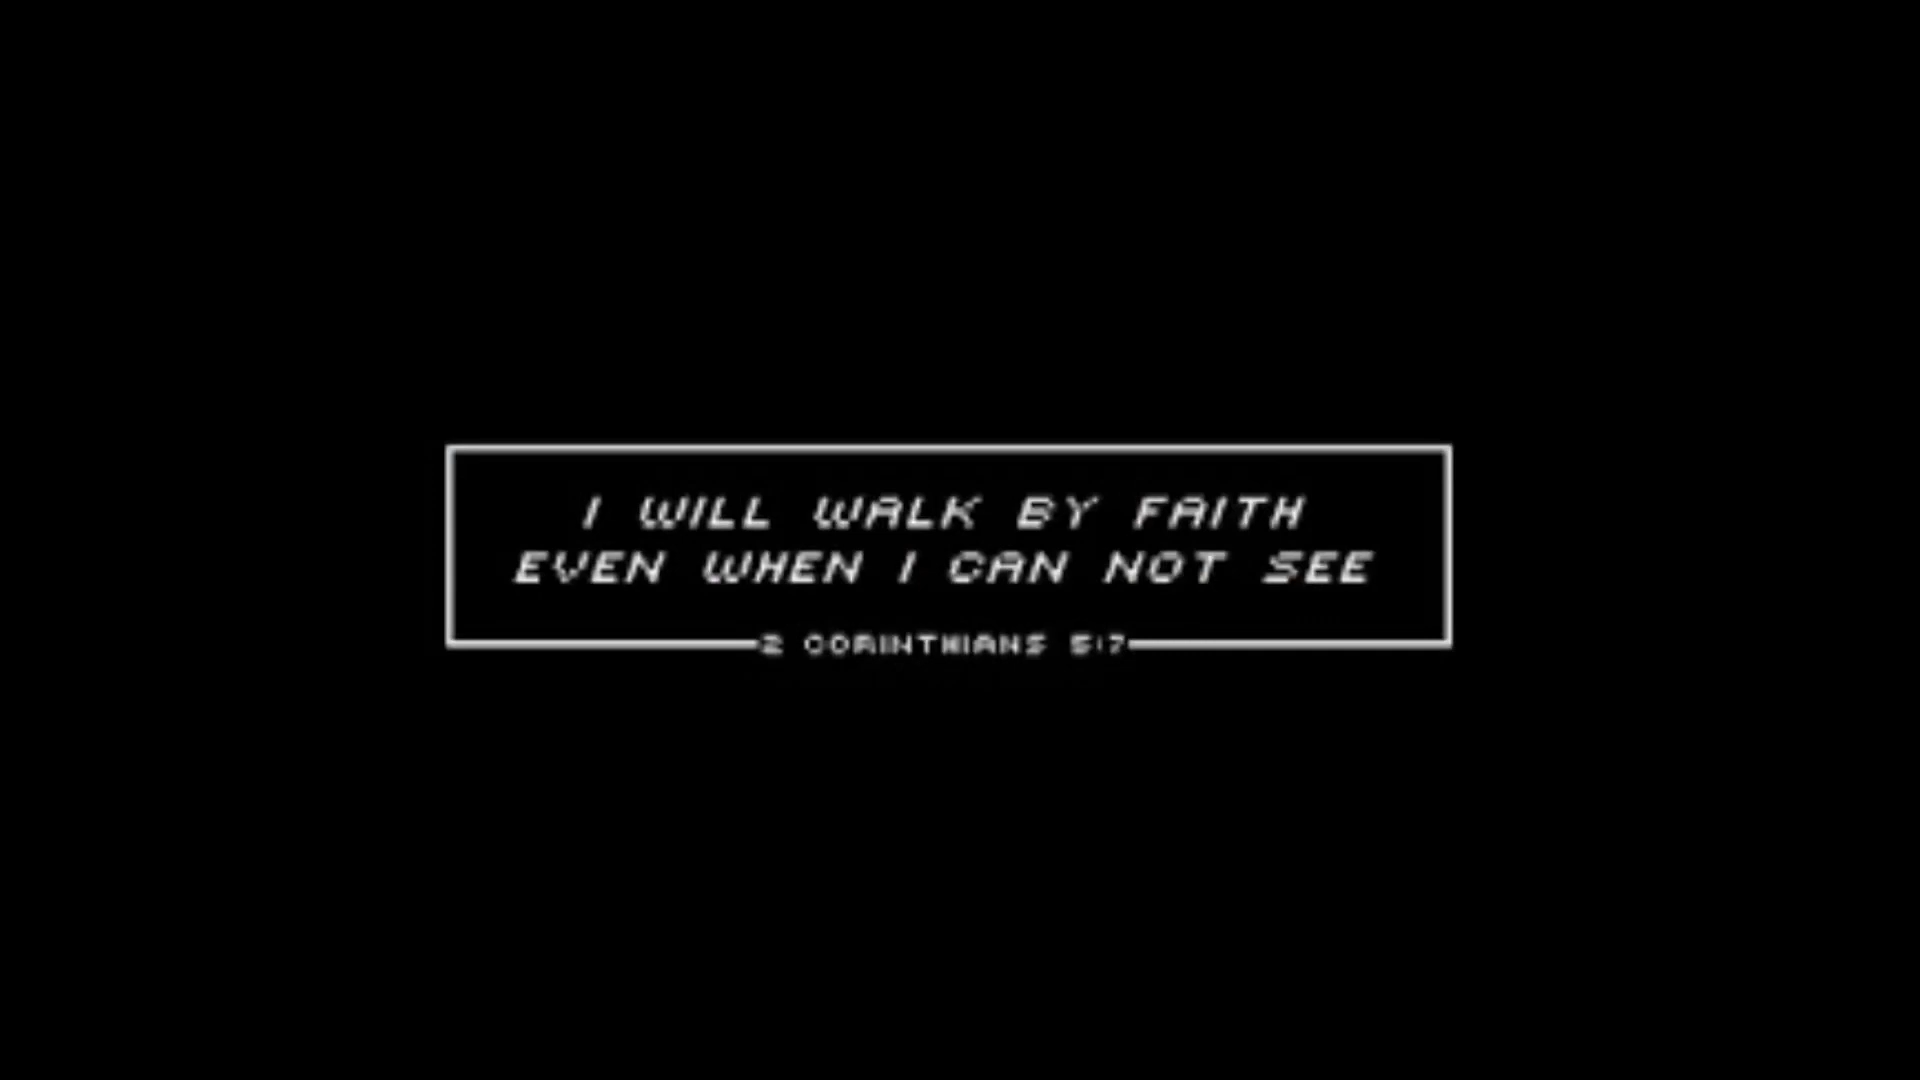 I WILL WALK BY FAITH
EVEN WHEN I CAN NOT SEE
2 CORINTHIANS 5:7